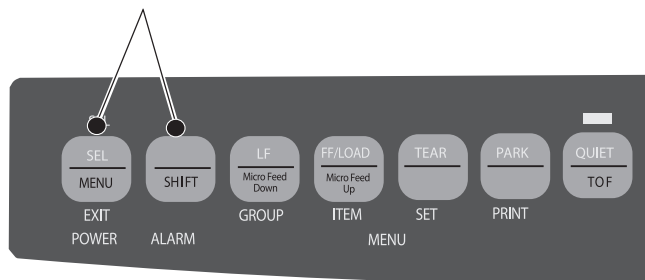 SEL
MENU
EXIT
POWER
SHIFT
ALARM
LF
Micro Feed
Down
GROUP
FF/LOAD
Micro Feed
Up
ITEM
TEAR
SET
MENU
PARK
PRINT
QUIET
TOF